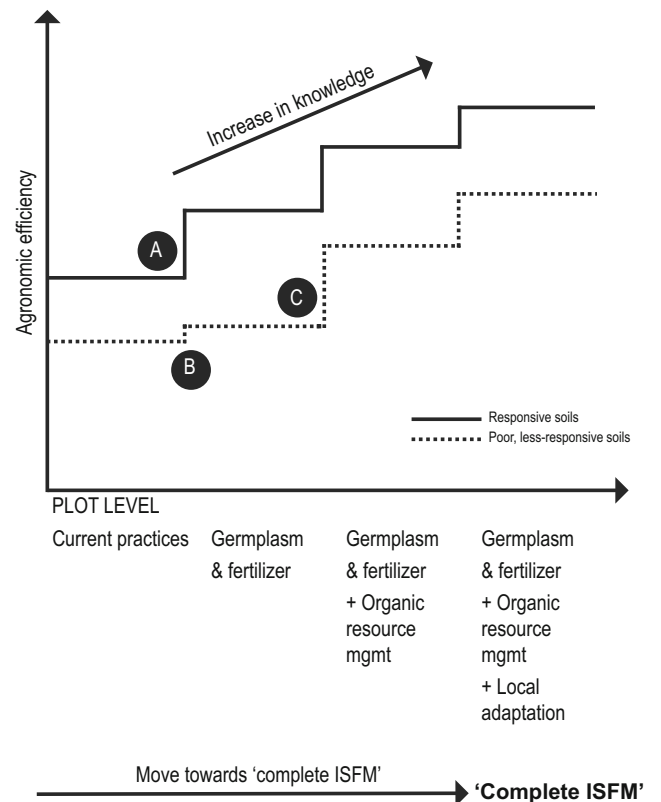 Increase in knowledge
Agronomic efficiency
A
C
B
Responsive soils
Poor, less-responsive soils
PLOT LEVEL
Current practices
Germplasm
& fertilizer
Germplasm
& fertilizer
+ Organic
resource
mgmt
Germplasm
& fertilizer
+ Organic
resource
mgmt
+ Local
adaptation
Move towards ‘complete ISFM’
‘Complete ISFM’